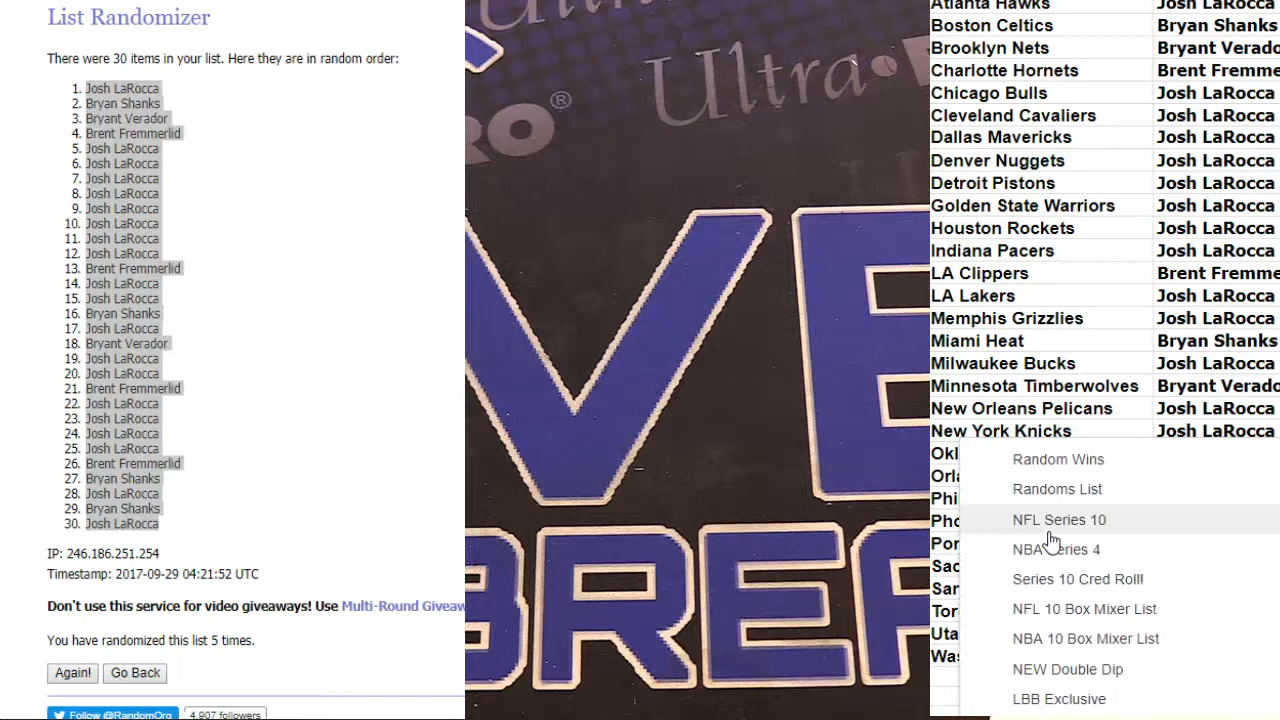 List Randomizer
There were 30 items in your list. Here they are in random order:
1. Josh LaRocca
2. Bryan Shanks
3. Bryant Verador
4. Brent Fremmerlid
5. Josh LaRocca
6. Josh LaRocca
7. Josh LaRocca
8. Josh LaRocca
9. Josh LaRocca
10. Josh LaRocca
11. Josh LaRocca
12. Josh LaRocca
13. Brent Fremmerlid
14. Josh LaRocca
15. Josh LaRocca
16. Bryan Shanks
17. Josh LaRocca
18. Bryant Verador
19. Josh LaRocca
20. Josh LaRocca
21. Brent Fremmerlid
22. Josh LaRocca
23. Josh LaRocca
24. Josh LaRocca
25. Josh LaRocca
26. Brent Fremmerlid
27. Bryan Shanks
28. Josh LaRocca
29. Bryan Shanks
30. Josh LaRocca
IP: 246.186.251.254
Timestamp: 2017-09-29 04:21:52 UTC
Don't use this service for video giveaways! Use Multi-Round Giveaw
You have randomized this list 5 times.
Again! Go Back
Follow @RandomOrg 4,907 followers
Ultra
RO®
VE
BREA
Atlanta Hawks Josh LaRocca
Boston Celtics Bryan Shanks
Brooklyn Nets Bryant Verado
Charlotte Hornets Brent Fremme
Chicago Bulls Josh LaRocca
Cleveland Cavaliers Josh LaRocca
Dallas Mavericks Josh LaRocca
Denver Nuggets Josh LaRocca
Detroit Pistons Josh LaRocca
Golden State Warriors Josh LaRocca
Houston Rockets Josh LaRocca
Indiana Pacers Josh LaRocca
LA Clippers Brent Fremme
LA Lakers Josh LaRocca
Memphis Grizzlies Josh LaRocca
Miami Heat Bryan Shanks
Milwaukee Bucks Josh LaRocca
Minnesota Timberwolves Bryant Verado
New Orleans Pelicans Josh LaRocca
New York Knicks Josh LaRocca
Okl
Orl
Phi
Pho
Por
Sac
San
Tor
Uta
Was
Random Wins
Randoms List
NFL Series 10
NBA Series 4
Series 10 Cred Roll!
NFL 10 Box Mixer List
NBA 10 Box Mixer List
NEW Double Dip
LBB Exclusive